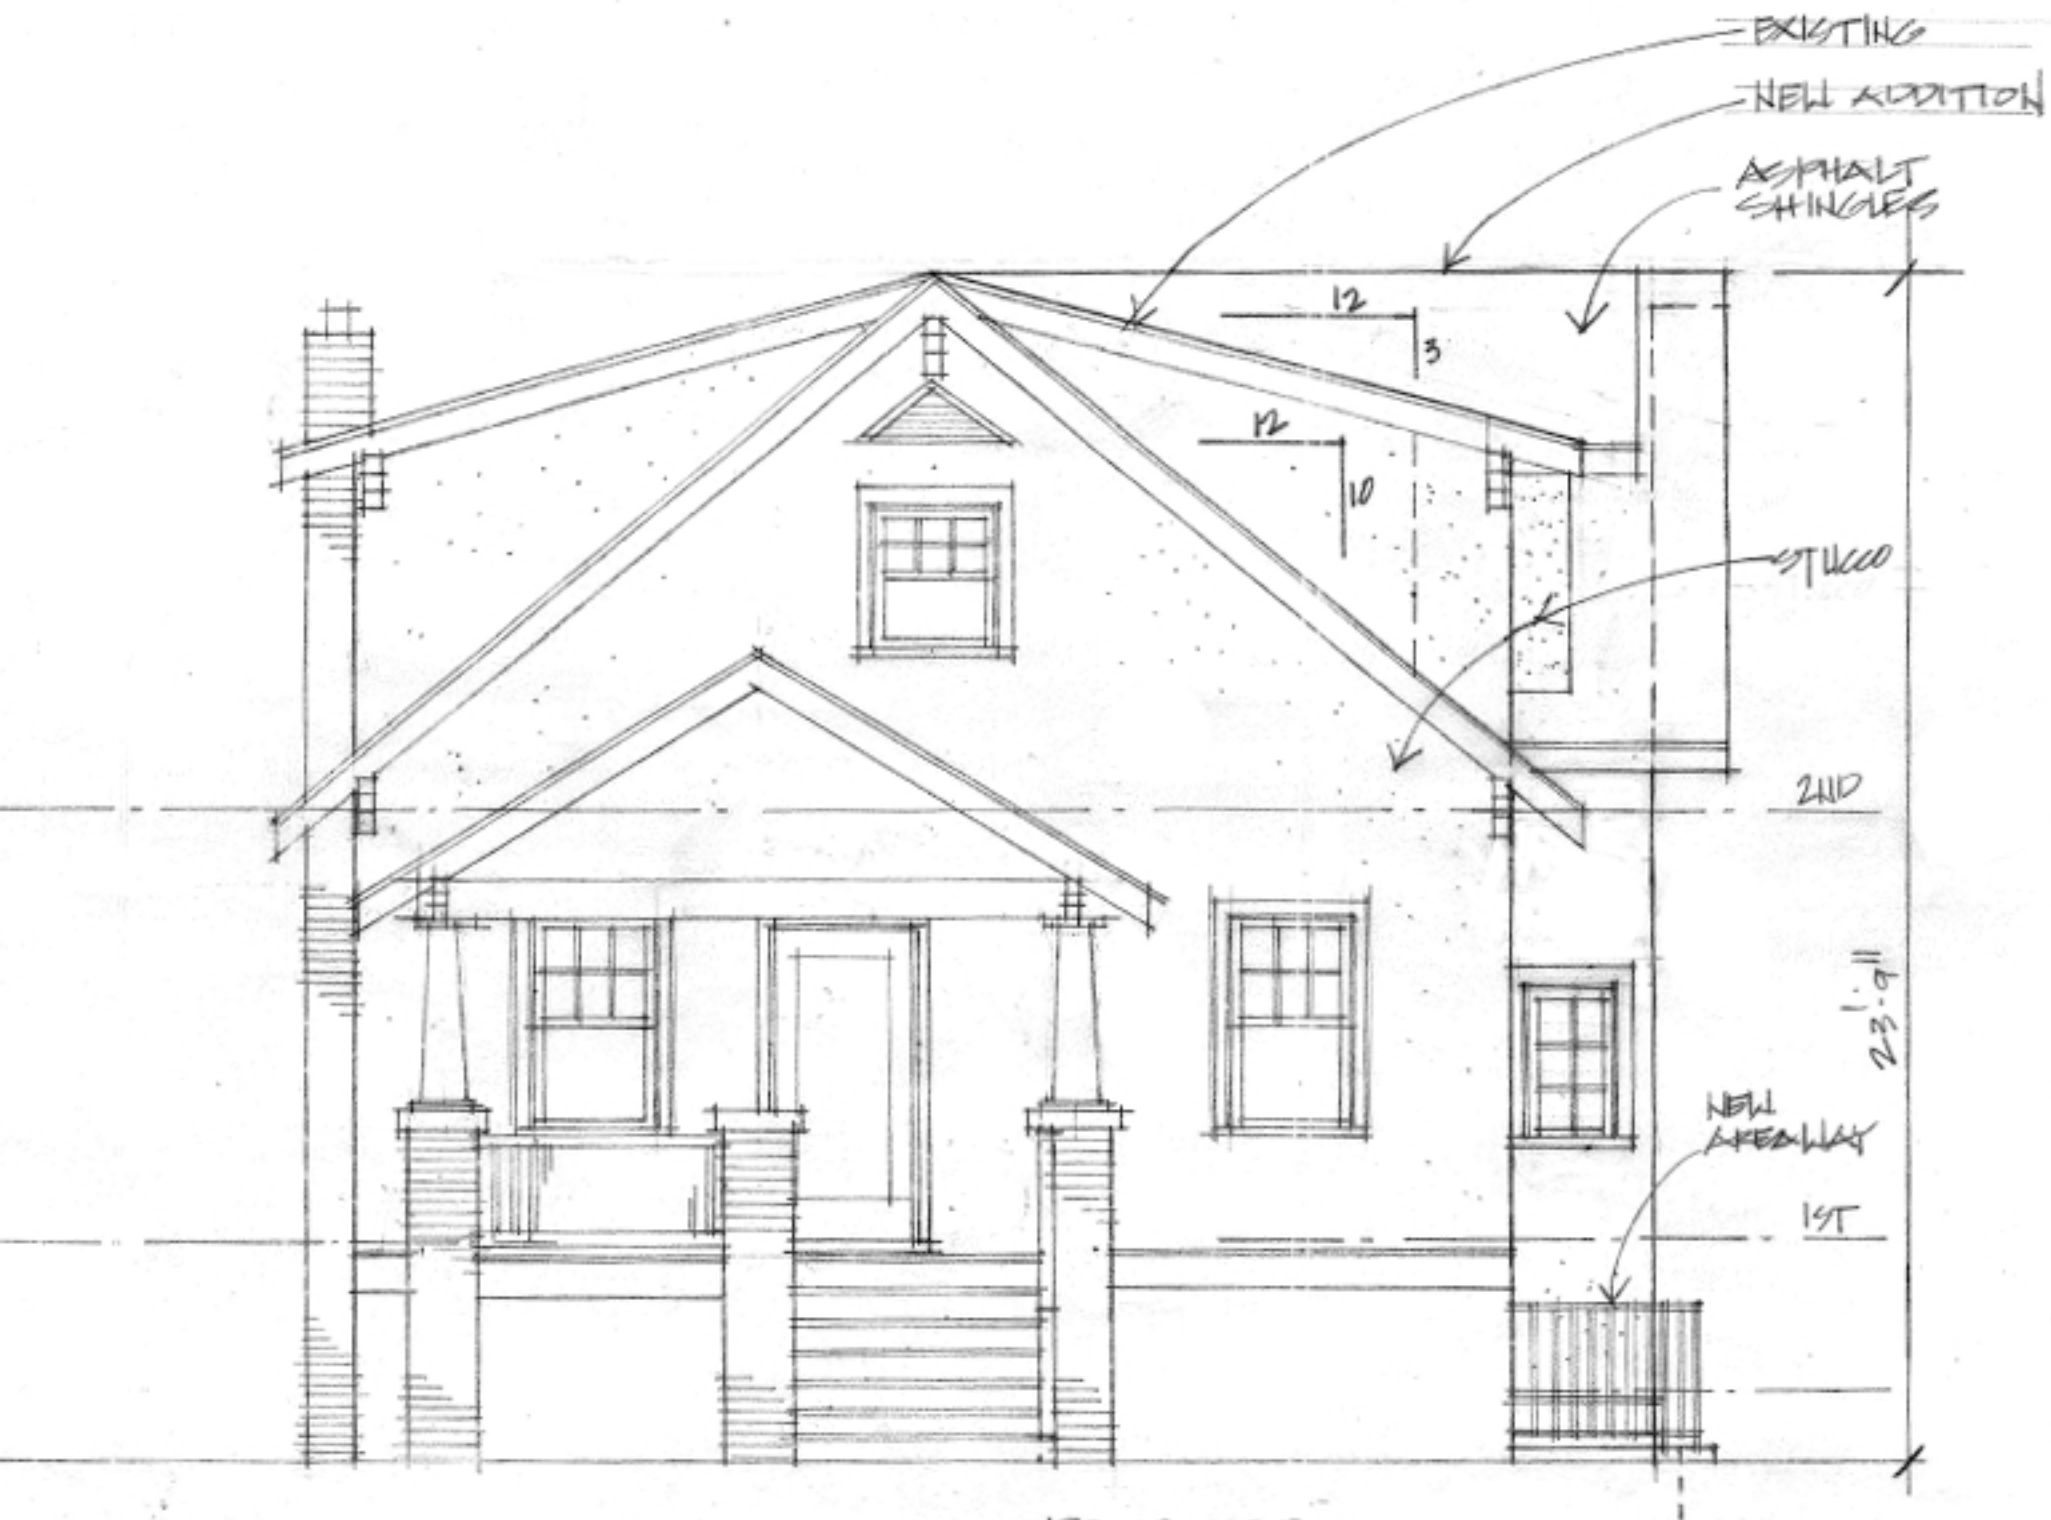 EXISTING
NEW ADDITION
ASPHALT
SHINGLES
12
3
12
10
STUCCO
2ND
23'-9"
NEW
AREAWAY
1ST